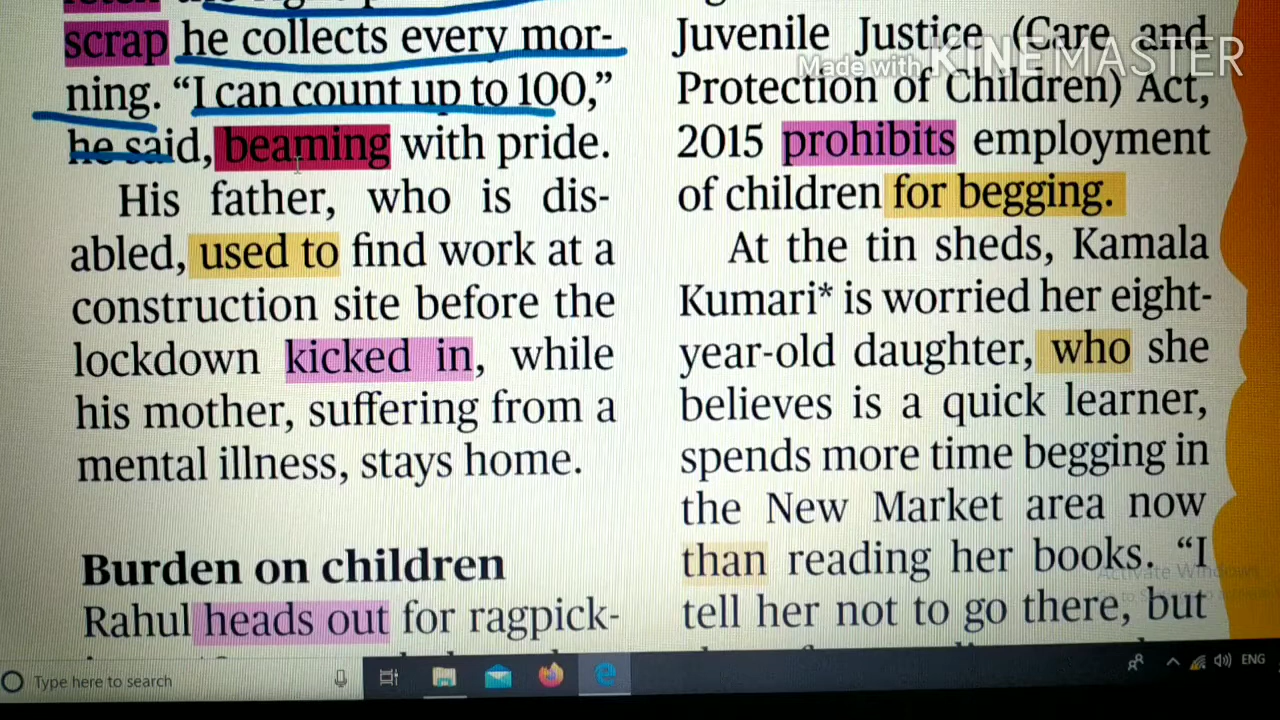 scrap he collects every mor-
ning. “I can count up to 100,”
he said, beaming with pride.
His father, who is dis-
abled, used to find work at a
construction site before the
lockdown kicked in, while
his mother, suffering from a
mental illness, stays home.
Burden on children
Rahul heads out for ragpick-
Juvenile Justice (Care and
Protection of Children) Act,
2015 prohibits employment
of children for begging.
At the tin sheds, Kamala
Kumari* is worried her eight-
year-old daughter, who she
believes is a quick learner,
spends more time begging in
the New Market area now
than reading her books. “I
tell her not to go there, but
Made with KINEMASTER
Activate Windows
Type here to search
ENG